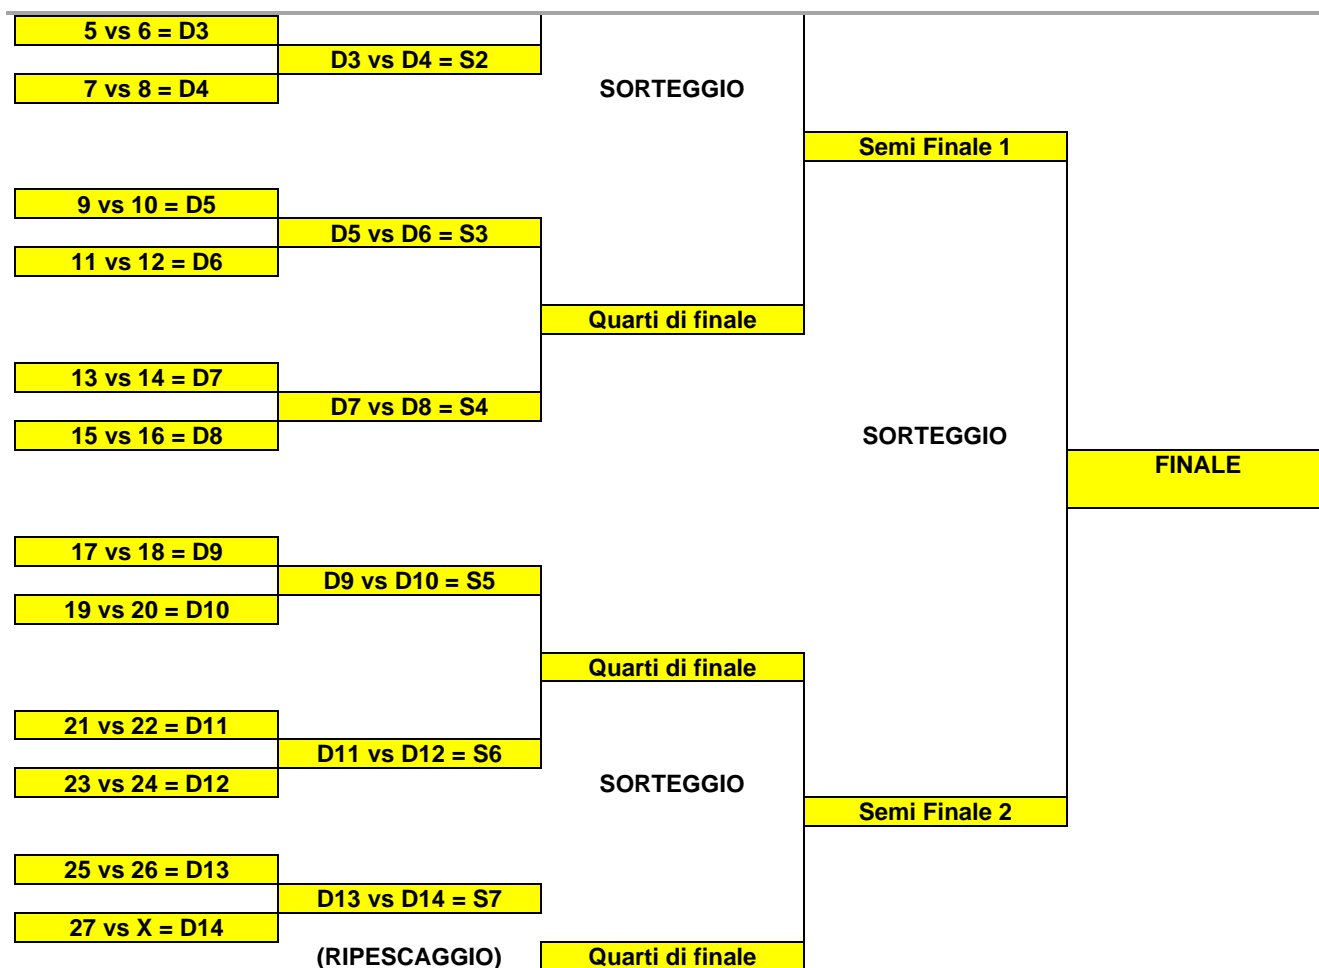 5 vs 6 = D3
D3 vs D4 = S2
7 vs 8 = D4
SORTEGGIO
Semi Finale 1
9 vs 10 = D5
D5 vs D6 = S3
11 vs 12 = D6
Quarti di finale
13 vs 14 = D7
D7 vs D8 = S4
15 vs 16 = D8
SORTEGGIO
FINALE
17 vs 18 = D9
D9 vs D10 = S5
19 vs 20 = D10
Quarti di finale
21 vs 22 = D11
D11 vs D12 = S6
23 vs 24 = D12
SORTEGGIO
Semi Finale 2
25 vs 26 = D13
D13 vs D14 = S7
27 vs X = D14
(RIPESCAGGIO)
Quarti di finale